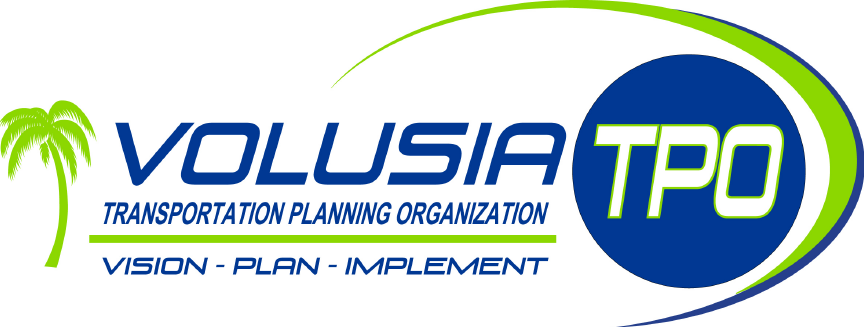 VOLUSIA
TPO
TRANSPORTATION PLANNING ORGANIZATION
VISION - PLAN - IMPLEMENT